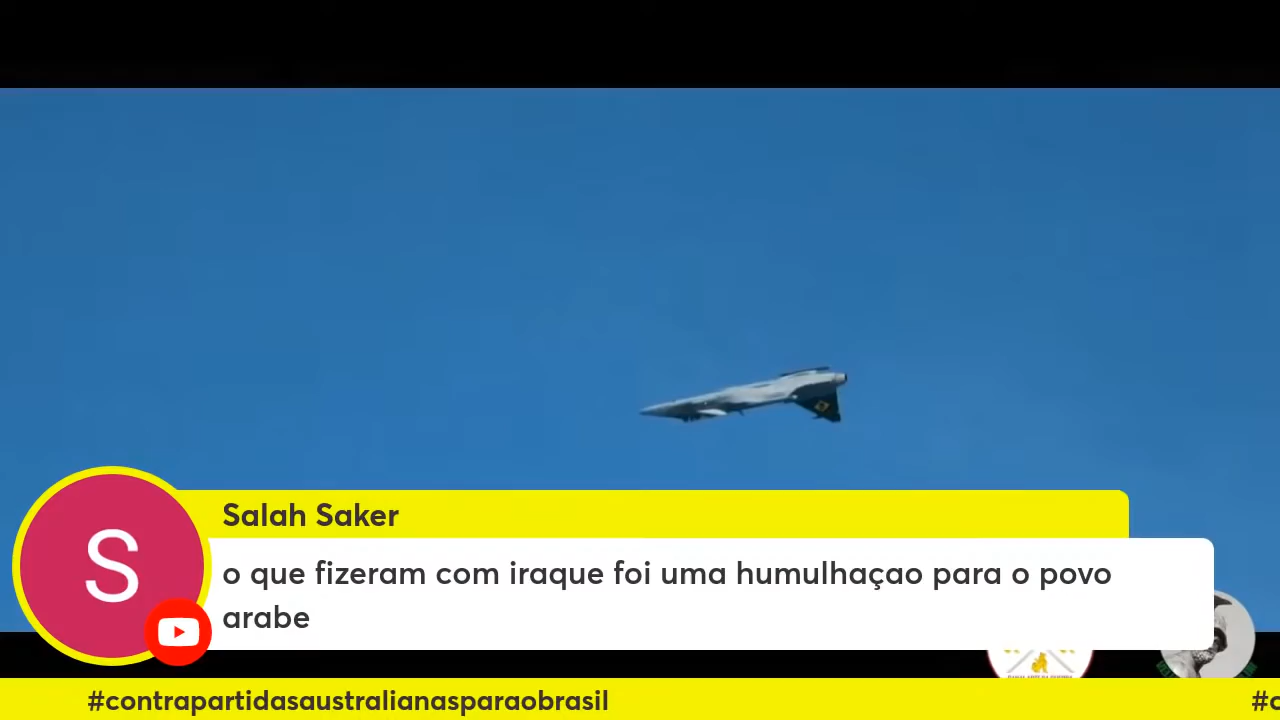 Salah Saker
S
o que fizeram com iraque foi uma humulhaçao para o povo
arabe
#contrapartidasaustralianasparaobrasil
#c